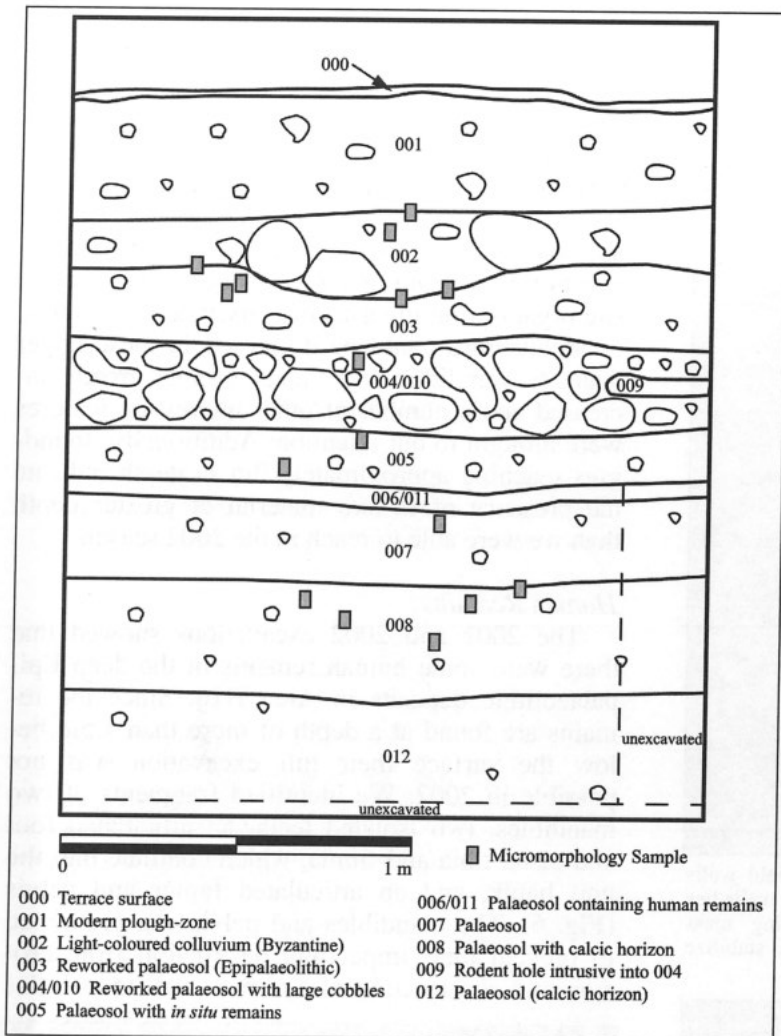 000
001
002
003
004/010
009
005
006/011
007
008
unexcavated
012
unexcavated
0
1 m
Micromorphology Sample
000 Terrace surface
001 Modern plough-zone
002 Light-coloured colluvium (Byzantine)
003 Reworked palaeosol (Epipalaeolithic)
004/010 Reworked palaeosol with large cobbles
005 Palaeosol with in situ remains
006/011 Palaeosol containing human remains
007 Palaeosol
008 Palaeosol with calcic horizon
009 Rodent hole intrusive into 004
012 Palaeosol (calcic horizon)